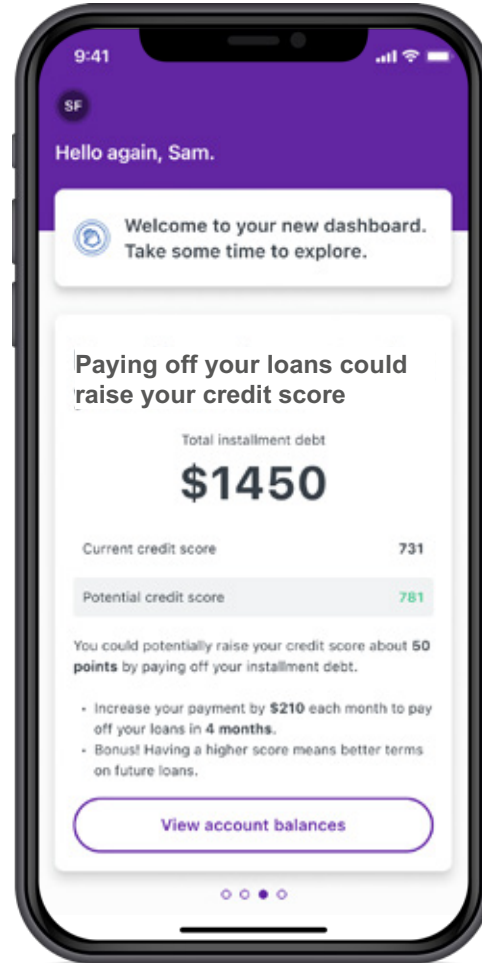 9:41
SF
Hello again, Sam.
Welcome to your new dashboard.
Take some time to explore.
Paying off your loans could
raise your credit score
Total installment debt
$1450
Current credit score 731
Potential credit score 781
You could potentially raise your credit score about 50
points by paying off your installment debt.
• Increase your payment by $210 each month to pay
off your loans in 4 months.
• Bonus! Having a higher score means better terms
on future loans.
View account balances